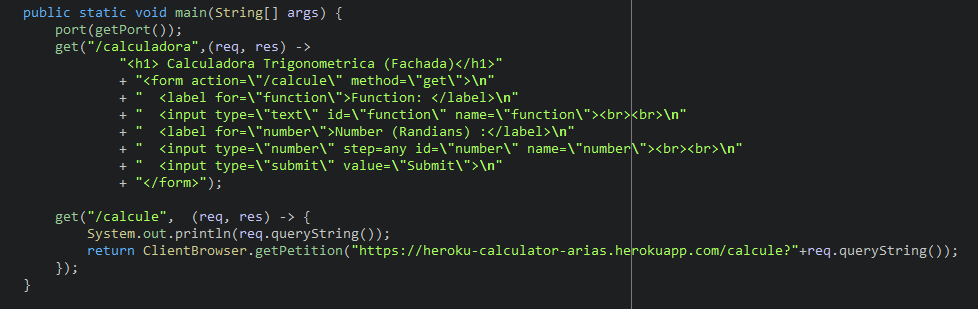 public static void main(String[] args) {
    port(getPort());
    get("/calculadora",(req, res) ->
            "<h1> Calculadora Trigonometrica (Fachada)</h1>"
            + "<form action=\"/calcule\" method=\"get\">\n"
            + "  <label for=\"function\">Function: </label>\n"
            + "  <input type=\"text\" id=\"function\" name=\"function\"><br><br>\n"
            + "  <label for=\"number\">Number (Randians) :</label>\n"
            + "  <input type=\"number\" step=any id=\"number\" name=\"number\"><br><br>\n"
            + "  <input type=\"submit\" value=\"Submit\">\n"
            + "</form>");
    get("/calcule",  (req, res) -> {
        System.out.println(req.queryString());
        return ClientBrowser.getPetition("https://heroku-calculator-arias.herokuapp.com/calcule?"+req.queryString());
    });
}